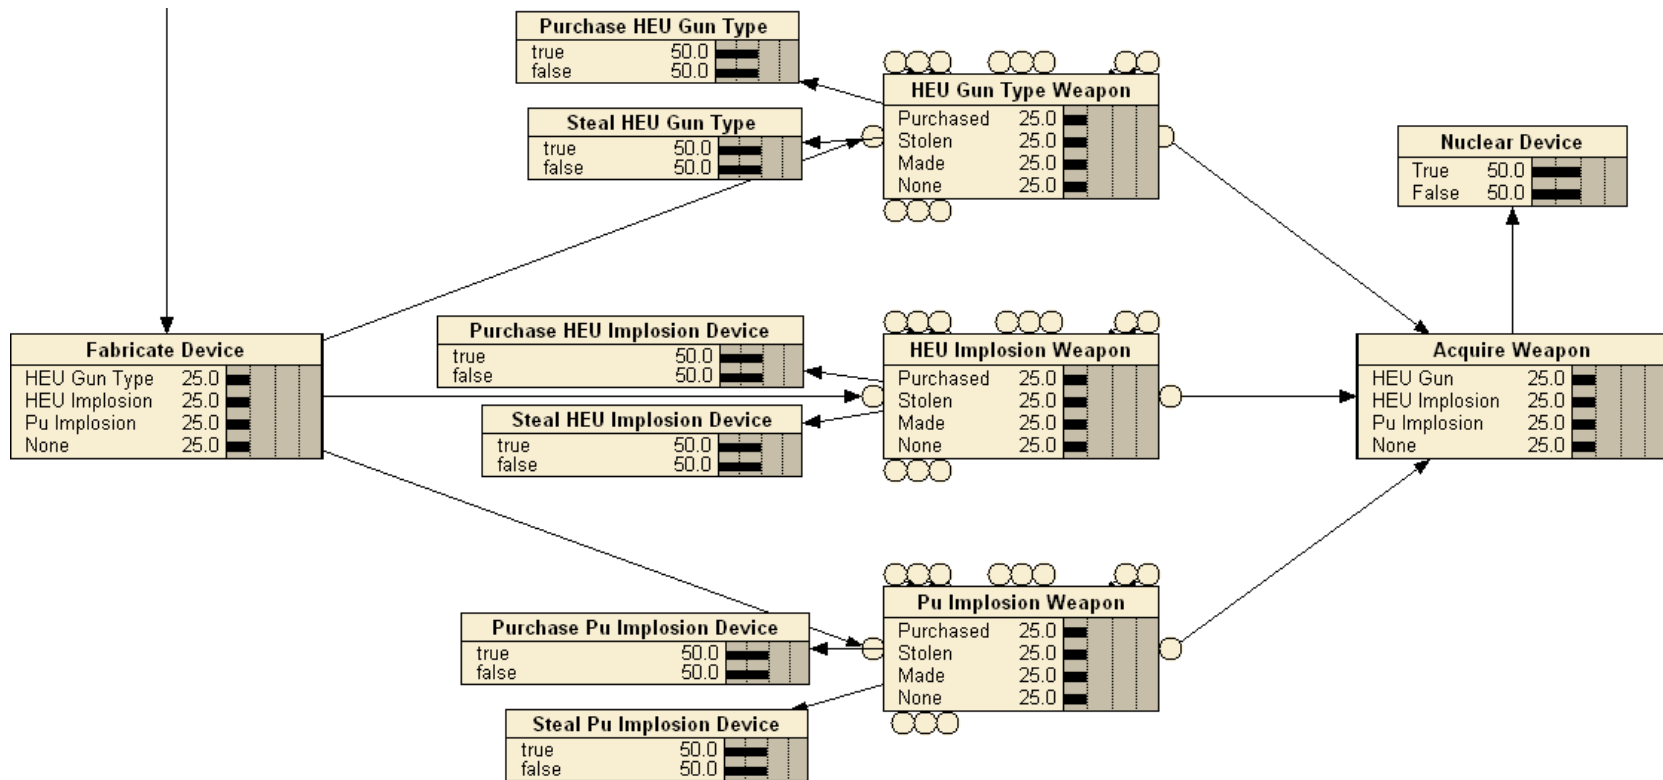 Purchase HEU Gun Type
true 50.0
false 50.0
Steal HEU Gun Type
true 50.0
false 50.0
HEU Gun Type Weapon
Purchased 25.0
Stolen 25.0
Made 25.0
None 25.0
Nuclear Device
True 50.0
False 50.0
Fabricate Device
HEU Gun Type 25.0
HEU Implosion 25.0
Pu Implosion 25.0
None 25.0
Purchase HEU Implosion Device
true 50.0
false 50.0
Steal HEU Implosion Device
true 50.0
false 50.0
HEU Implosion Weapon
Purchased 25.0
Stolen 25.0
Made 25.0
None 25.0
Acquire Weapon
HEU Gun 25.0
HEU Implosion 25.0
Pu Implosion 25.0
None 25.0
Purchase Pu Implosion Device
true 50.0
false 50.0
Steal Pu Implosion Device
true 50.0
false 50.0
Pu Implosion Weapon
Purchased 25.0
Stolen 25.0
Made 25.0
None 25.0